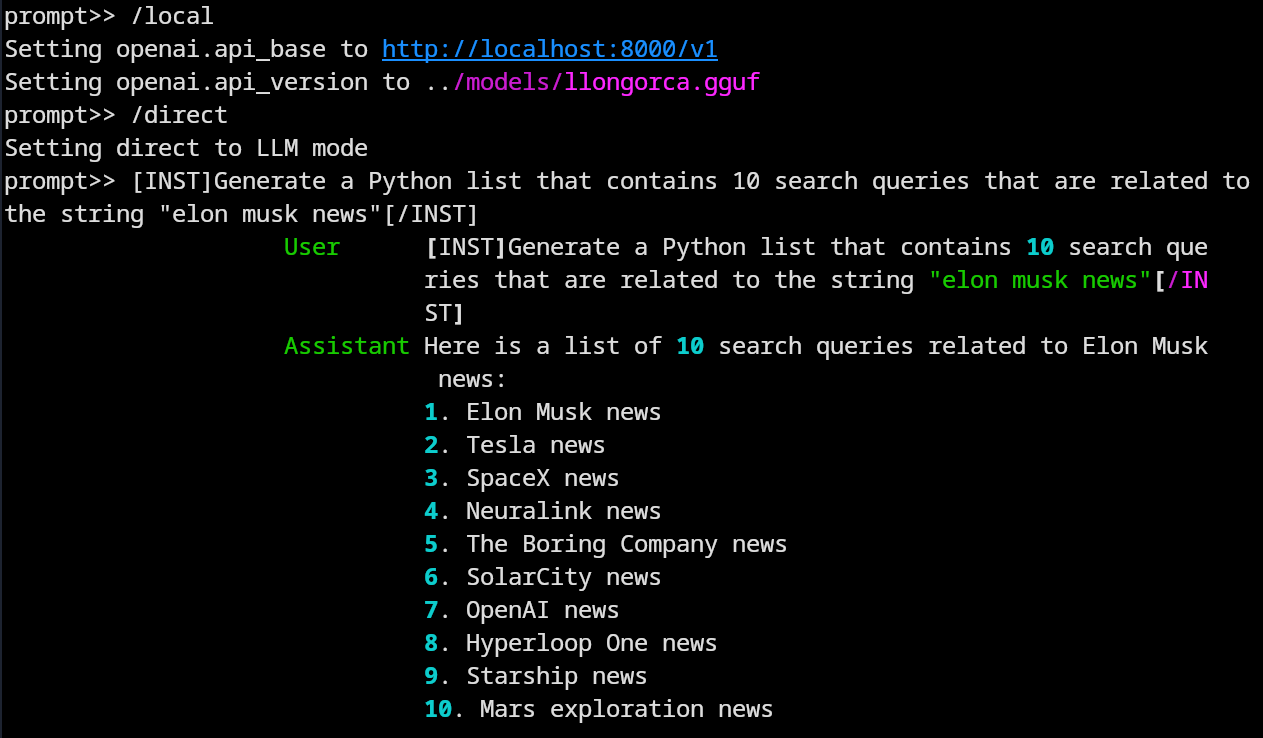 prompt>> /local
Setting openai.api_base to http://localhost:8000/v1
Setting openai.api_version to ../models/llongorca.gguf
prompt>> /direct
Setting direct to LLM mode
prompt>> [INST]Generate a Python list that contains 10 search queries that are related to
the string "elon musk news"[/INST]
User [INST]Generate a Python list that contains 10 search que
ries that are related to the string "elon musk news"[/IN
ST]
Assistant Here is a list of 10 search queries related to Elon Musk
news:
1. Elon Musk news
2. Tesla news
3. SpaceX news
4. Neuralink news
5. The Boring Company news
6. SolarCity news
7. OpenAI news
8. Hyperloop One news
9. Starship news
10. Mars exploration news